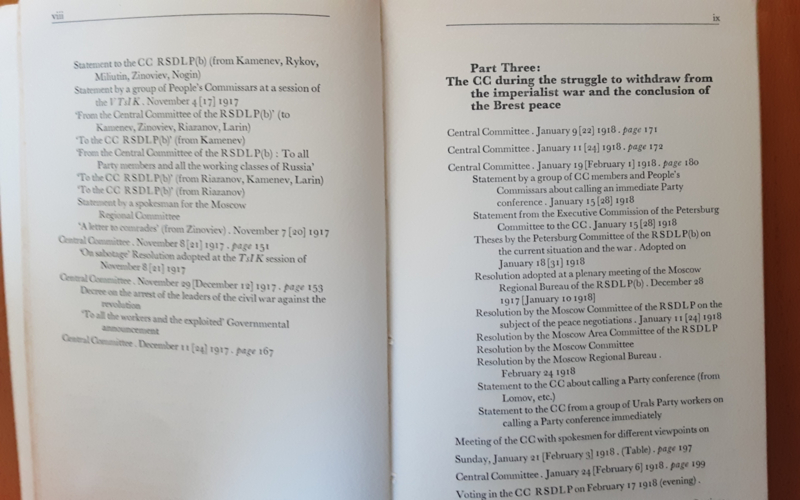 viii
Statement to the CC RSDLP(b) (from Kamenev, Rykov,
Miliutin, Zinoviev, Nogin)
Statement by a group of People's Commissars at a session of
the VTsIK . November 4 [17] 1917
'From the Central Committee of the RSDLP(b)' (to
Kamenev, Zinoviev, Riazanov, Larin)
'To the CC RSDLP(b)' (from Kamenev)
'From the Central Committee of the RSDLP(b) : To all
Party members and all the working classes of Russia'
'To the CC RSDLP(b)' (from Riazanov, Kamenev, Larin)
'To the CC RSDLP(b)' (from Riazanov)
Statement by a spokesman for the Moscow
Regional Committee
'A letter to comrades' (from Zinoviev) . November 7 [20] 1917
Central Committee . November 8 [21] 1917 . page 151
'On sabotage' Resolution adopted at the TsIK session of
November 8 [21] 1917
Central Committee . November 29 [December 12] 1917 . page 153
Decree on the arrest of the leaders of the civil war against the
revolution
'To all the workers and the exploited' Governmental
announcement
Central Committee . December 11 [24] 1917 . page 167
ix
Part Three:
The CC during the struggle to withdraw from
the imperialist war and the conclusion of
the Brest peace
Central Committee . January 9 [22] 1918 . page 171
Central Committee . January 11 [24] 1918 . page 172
Central Committee . January 19 [February 1] 1918 . page 180
Statement by a group of CC members and People's
Commissars about calling an immediate Party
conference . January 15 [28] 1918
Statement from the Executive Commission of the Petersburg
Committee to the CC . January 15 [28] 1918
Theses by the Petersburg Committee of the RSDLP(b) on
the current situation and the war . Adopted on
January 18 [31] 1918
Resolution adopted at a plenary meeting of the Moscow
Regional Bureau of the RSDLP(b) . December 28
1917 [January 10 1918]
Resolution by the Moscow Committee of the RSDLP on the
subject of the peace negotiations . January 11 [24] 1918
Resolution by the Moscow Area Committee of the RSDLP
Resolution by the Moscow Committee
Resolution by the Moscow Regional Bureau .
February 24 1918
Statement to the CC about calling a Party conference (from
Lomov, etc.)
Statement to the CC from a group of Urals Party workers on
calling a Party conference immediately
Meeting of the CC with spokesmen for different viewpoints on
Sunday, January 21 [February 3] 1918 . (Table) . page 197
Central Committee . January 24 [February 6] 1918 . page 199
Voting in the CC RSDLP on February 17 1918 (evening) .